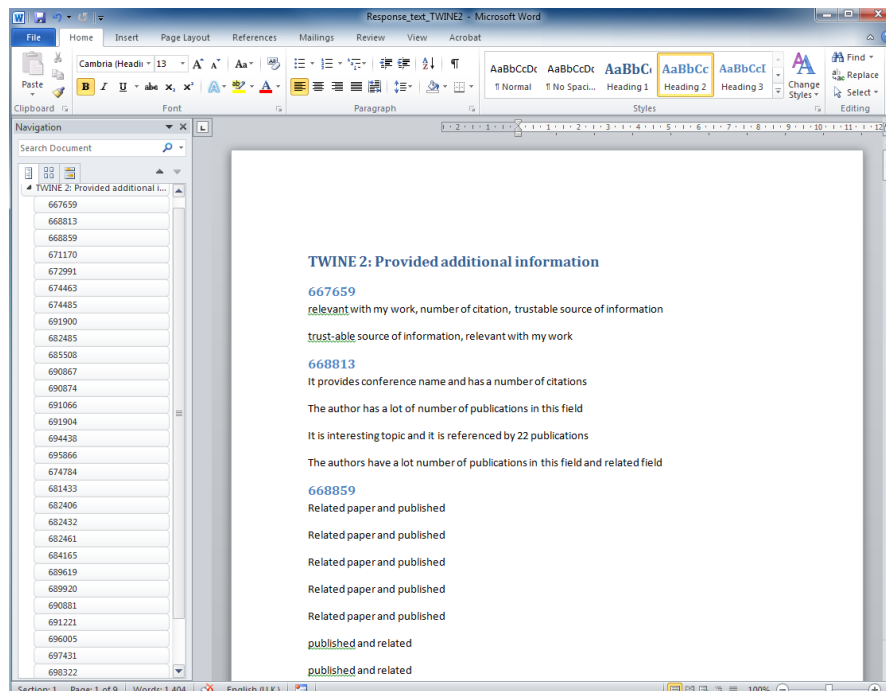 Response_text_TWINE2 - Microsoft Word
File Home Insert Page Layout References Mailings Review View Acrobat
Paste
Clipboard
Cambria (Headi 13
Font
Paragraph
AaBbCcDc AaBbCcDc AaBbC AaBbCc AaBbCcI
¶ Normal ¶ No Spaci... Heading 1 Heading 2 Heading 3
Styles
Change Styles
Find
Replace
Select
Editing
Navigation
Search Document
TWINE 2: Provided additional i...
667659
668813
668859
671170
672991
674463
674485
691900
682485
685508
690867
690874
691066
691904
694438
695866
674784
681433
682406
682432
682461
684165
689619
689920
690881
691221
696005
697431
698322
TWINE 2: Provided additional information
667659
relevant with my work, number of citation, trustable source of information
trust-able source of information, relevant with my work
668813
It provides conference name and has a number of citations
The author has a lot of number of publications in this field
It is interesting topic and it is referenced by 22 publications
The authors have a lot number of publications in this field and related field
668859
Related paper and published
Related paper and published
Related paper and published
Related paper and published
Related paper and published
published and related
published and related
Section: 1 Page: 1 of 9 Words: 1,404 English (U.K.) 100%